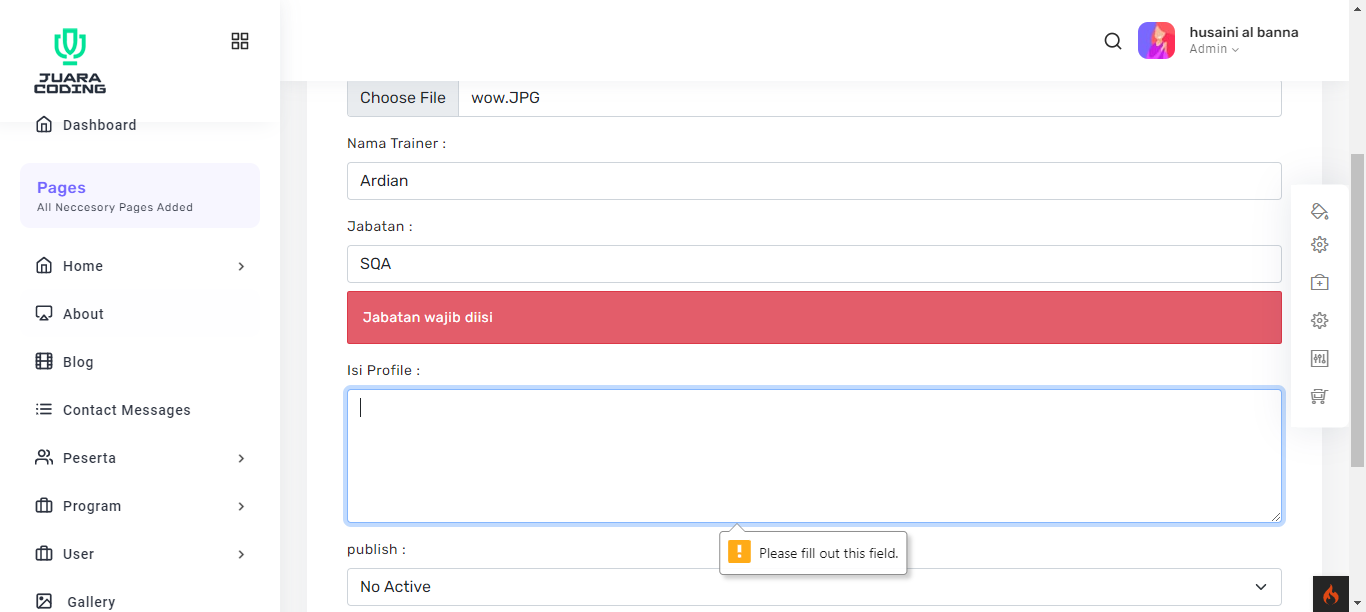 JUARA
CODING
husaini al banna
Admin
Dashboard
Pages
All Neccesory Pages Added
Home
About
Blog
Contact Messages
Peserta
Program
User
Gallery
Choose File wow.JPG
Nama Trainer :
Ardian
Jabatan :
SQA
Jabatan wajib diisi
Isi Profile :
Please fill out this field.
publish :
No Active